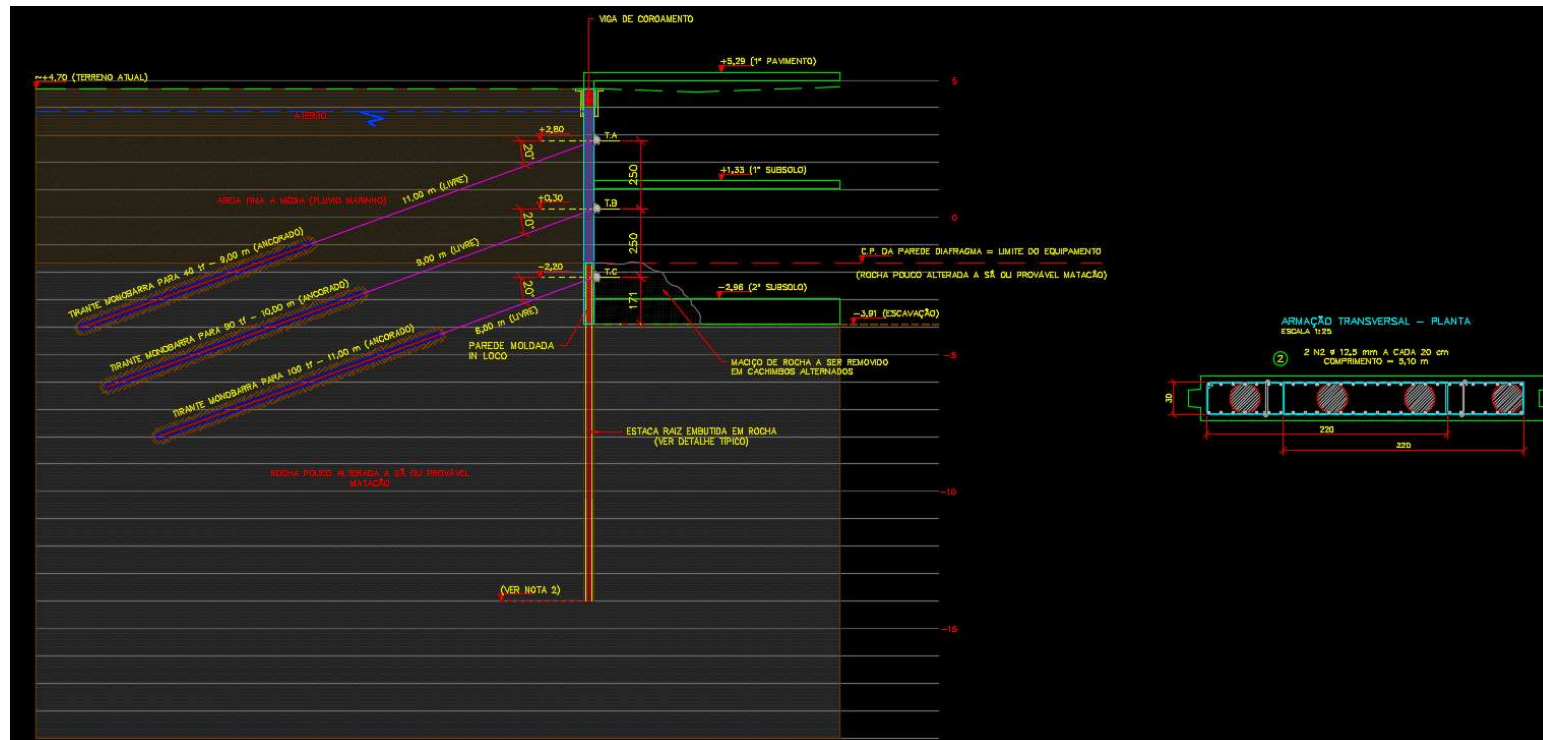 VIGA DE COROAMENTO
+5,29 (1º PAVIMENTO)
~+4,70 (TERRENO ATUAL)
5
ATERRO
+2,80
T.A
20°
250
+1,33 (1º SUBSOLO)
11,00 m (LIVRE)
AREIA FINA A MÉDIA (FLUVIO MARINHO)
+0,30
T.B
0
20°
250
TIRANTE MONOBARRA PARA 40 tf - 9,00 m (ANCORADO)
9,00 m (LIVRE)
C.P. DA PAREDE DIAFRAGMA = LIMITE DO EQUIPAMENTO
(ROCHA POUCO ALTERADA A SÃ OU PROVÁVEL MATACÃO)
-2,20
T.C
20°
171
-2,96 (2º SUBSOLO)
-3,91 (ESCAVAÇÃO)
TIRANTE MONOBARRA PARA 90 tf - 10,00 m (ANCORADO)
(LIVRE)
PAREDE MOLDADA
IN LOCO
MACIÇO DE ROCHA A SER REMOVIDO
EM CACHIMBOS ALTERNADOS
-5
TIRANTE MONOBARRA PARA 100 tf - 11,00 m (ANCORADO)
ESTACA RAIZ EMBUTIDA EM ROCHA
(VER DETALHE TÍPICO)
ROCHA POUCO ALTERADA A SÃ OU PROVÁVEL
MATACÃO
-10
(VER NOTA 2)
-15
ARMAÇÃO TRANSVERSAL - PLANTA
ESCALA 1:25
2
2 N2 ø 12,5 mm A CADA 20 cm
COMPRIMENTO = 5,10 m
30
220
220